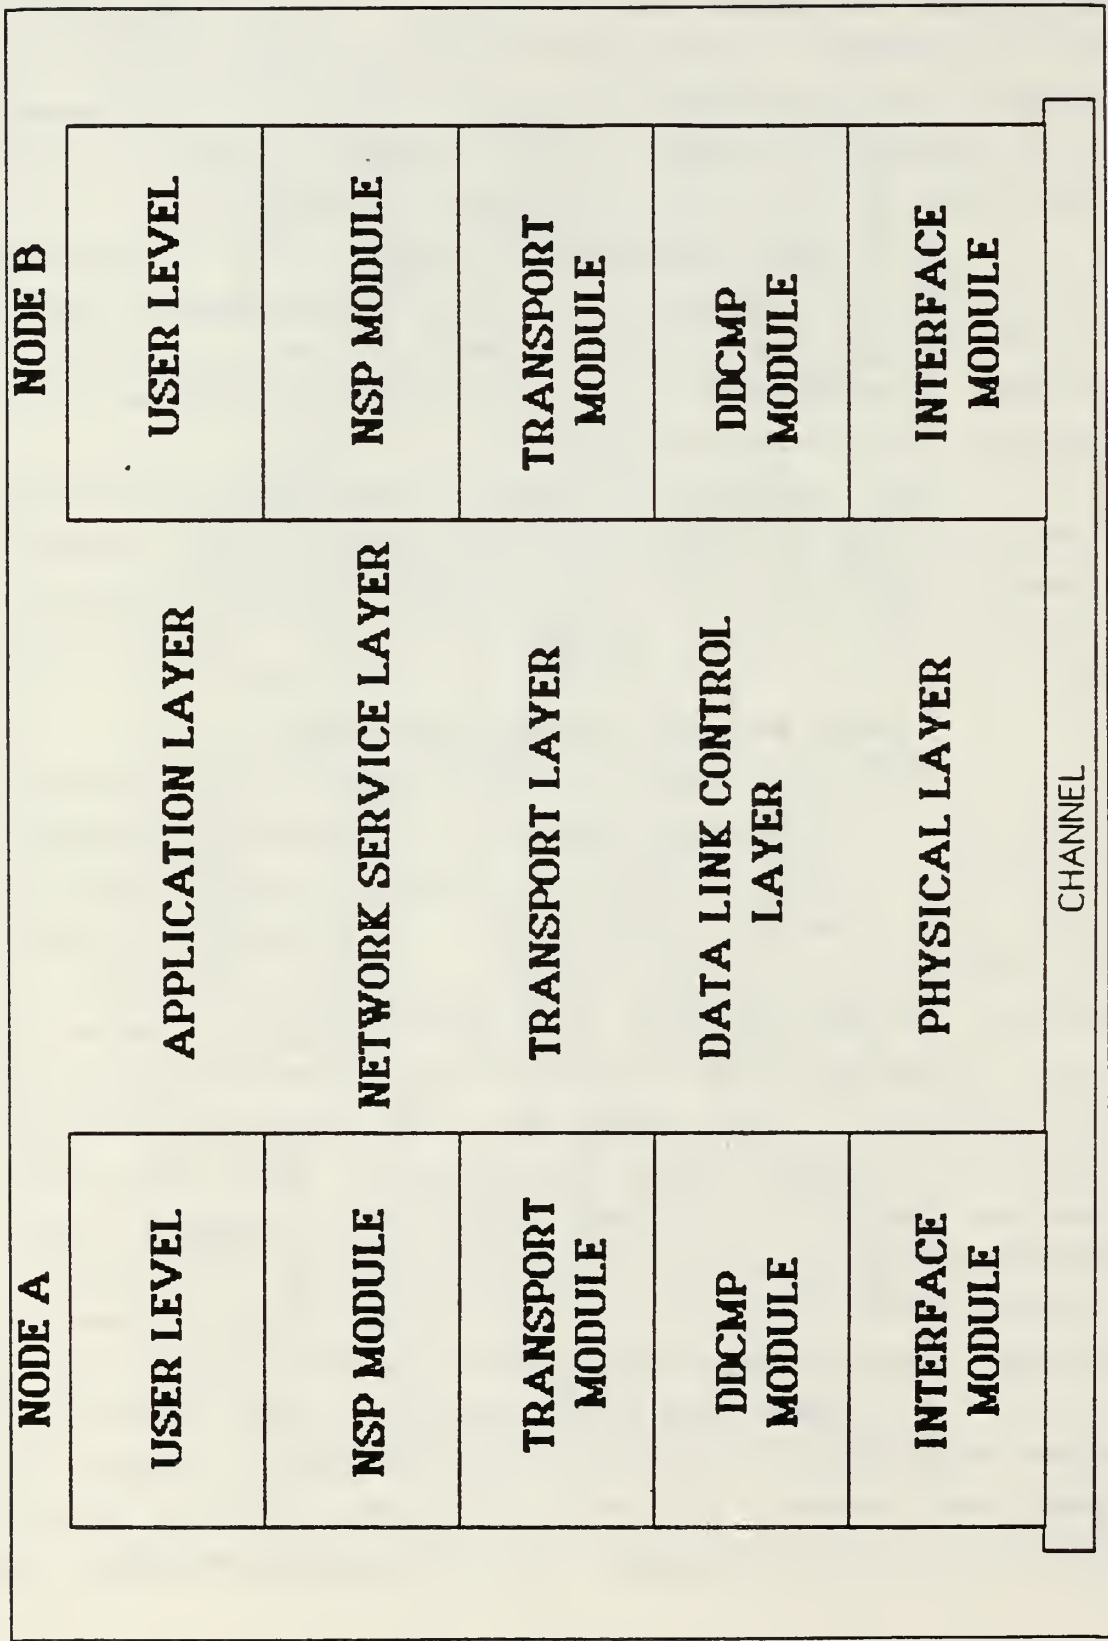 NODE A
NODE B
USER LEVEL
APPLICATION LAYER
USER LEVEL
NSP MODULE
NETWORK SERVICE LAYER
NSP MODULE
TRANSPORT
MODULE
TRANSPORT LAYER
TRANSPORT
MODULE
DDCMP
MODULE
DATA LINK CONTROL
LAYER
DDCMP
MODULE
INTERFACE
MODULE
PHYSICAL LAYER
INTERFACE
MODULE
CHANNEL